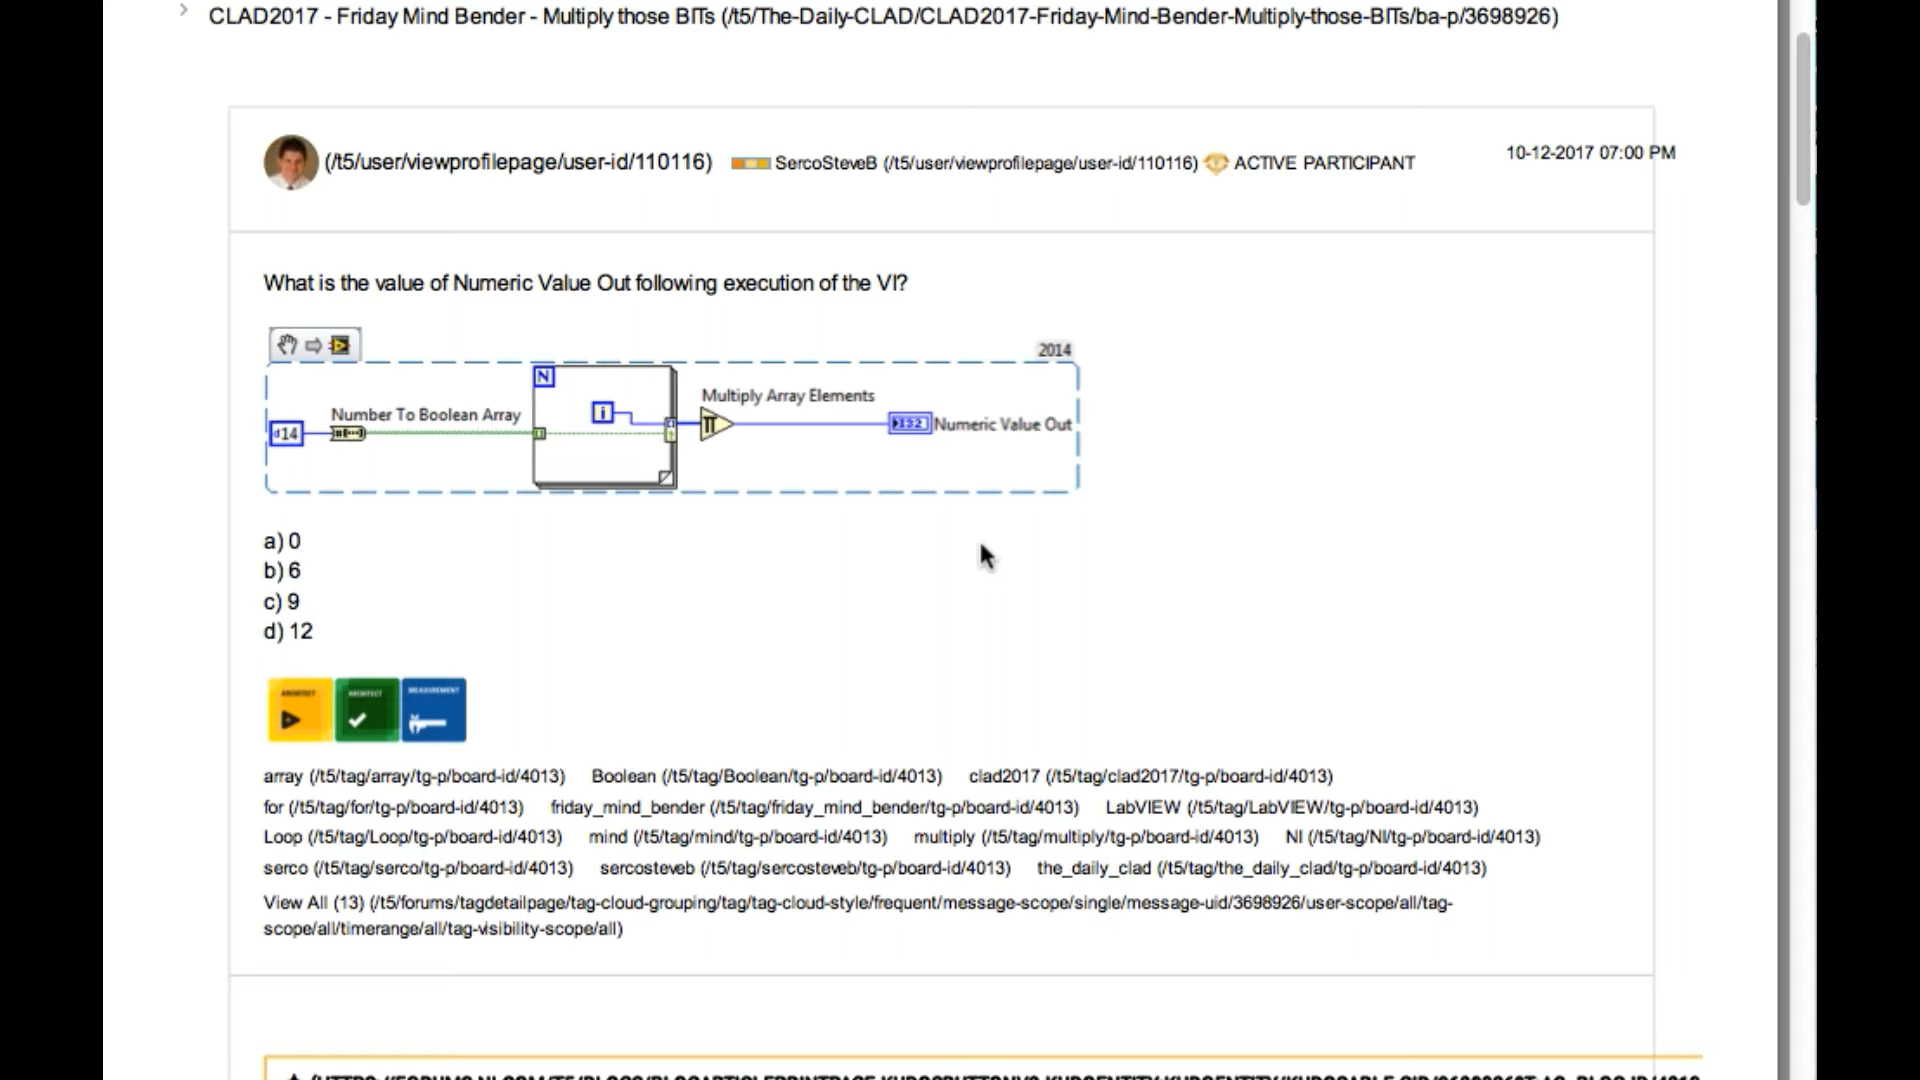 CLAD2017 - Friday Mind Bender - Multiply those BITs (/t5/The-Daily-CLAD/CLAD2017-Friday-Mind-Bender-Multiply-those-BITs/ba-p/3698926)
(/t5/user/viewprofilepage/user-id/110116) SercoSteveB (/t5/user/viewprofilepage/user-id/110116) ACTIVE PARTICIPANT
10-12-2017 07:00 PM
What is the value of Numeric Value Out following execution of the VI?
2014
N
Multiply Array Elements
Number To Boolean Array
i
d14
I32 Numeric Value Out
a) 0
b) 6
c) 9
d) 12
ARCHITECT ARCHITECT MEASUREMENT
array (/t5/tag/array/tg-p/board-id/4013) Boolean (/t5/tag/Boolean/tg-p/board-id/4013) clad2017 (/t5/tag/clad2017/tg-p/board-id/4013)
for (/t5/tag/for/tg-p/board-id/4013) friday_mind_bender (/t5/tag/friday_mind_bender/tg-p/board-id/4013) LabVIEW (/t5/tag/LabVIEW/tg-p/board-id/4013)
Loop (/t5/tag/Loop/tg-p/board-id/4013) mind (/t5/tag/mind/tg-p/board-id/4013) multiply (/t5/tag/multiply/tg-p/board-id/4013) NI (/t5/tag/NI/tg-p/board-id/4013)
serco (/t5/tag/serco/tg-p/board-id/4013) sercosteveb (/t5/tag/sercosteveb/tg-p/board-id/4013) the_daily_clad (/t5/tag/the_daily_clad/tg-p/board-id/4013)
View All (13) (/t5/forums/tagdetailpage/tag-cloud-grouping/tag/tag-cloud-style/frequent/message-scope/single/message-uid/3698926/user-scope/all/tag-
scope/all/timerange/all/tag-visibility-scope/all)